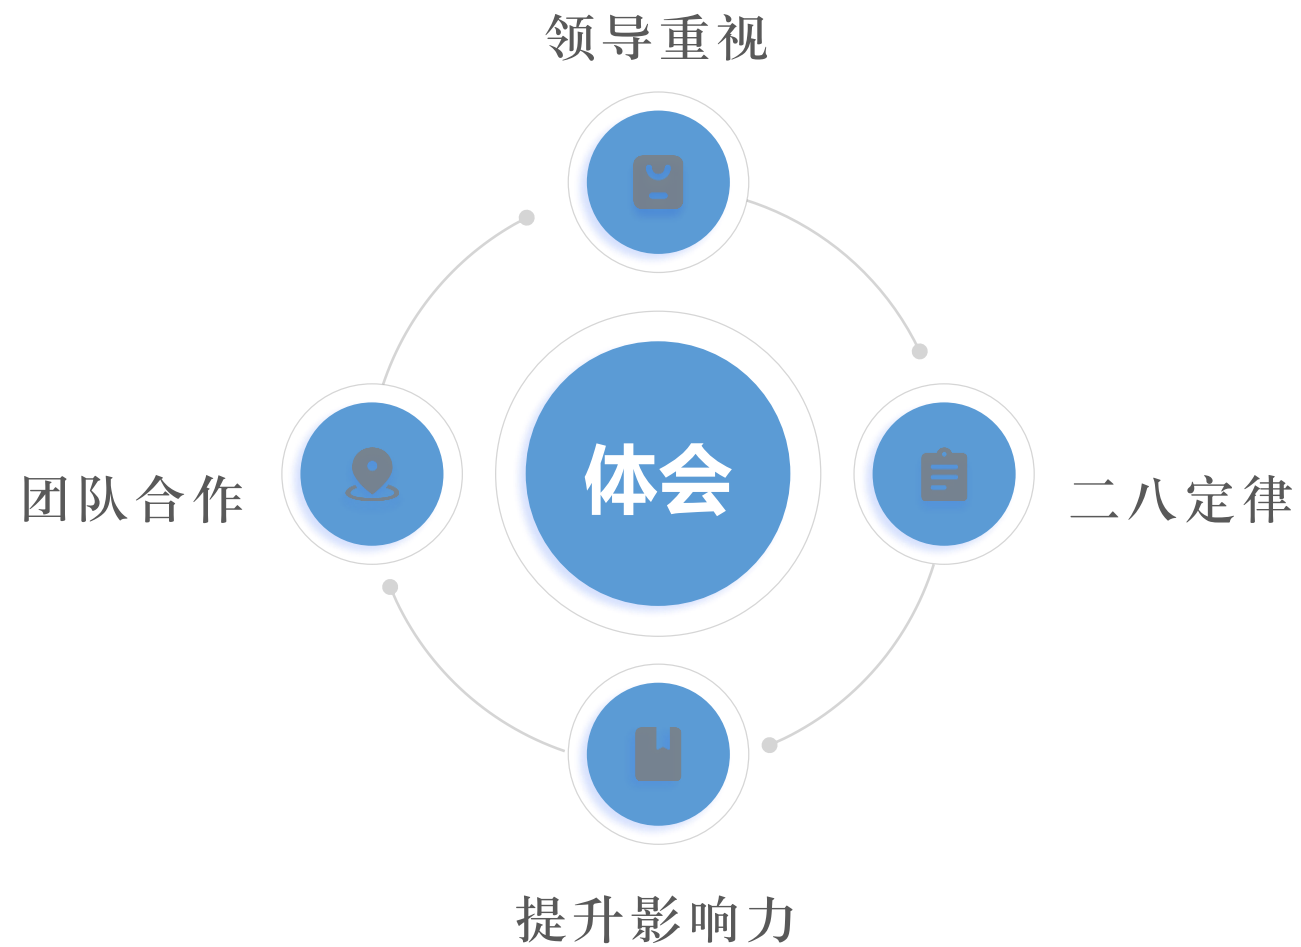 领导重视
体会
团队合作
二八定律
提升影响力